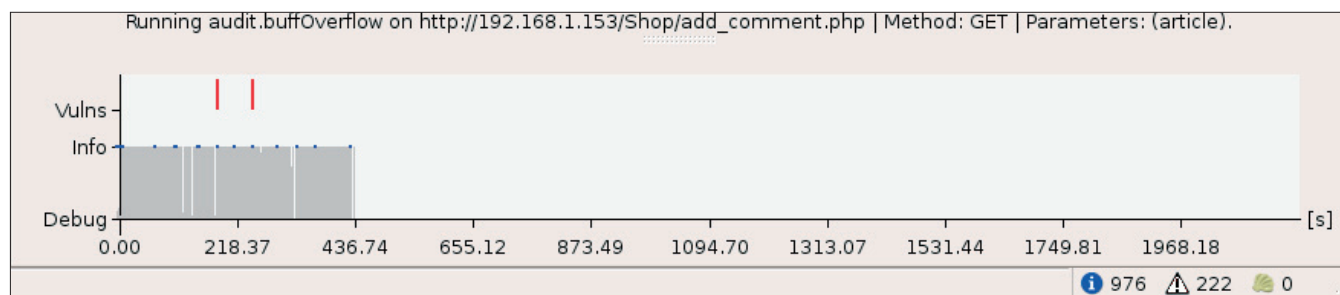 Running audit.buffOverflow on http://192.168.1.153/Shop/add_comment.php | Method: GET | Parameters: (article).
Vulns
Info
Debug
[s]
0.00 218.37 436.74 655.12 873.49 1094.70 1313.07 1531.44 1749.81 1968.18
976 222 0